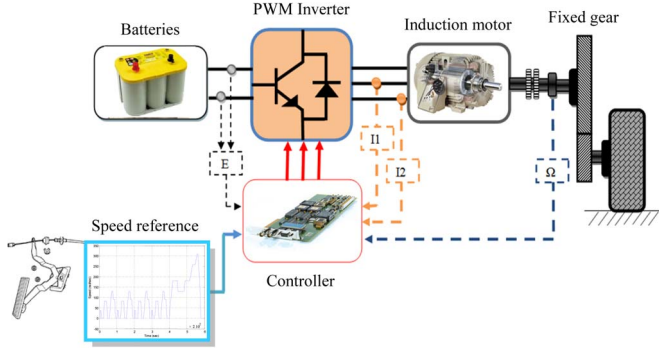 PWM Inverter
Induction motor
Fixed gear
Batteries
E
I1
I2
Ω
Speed reference
Controller